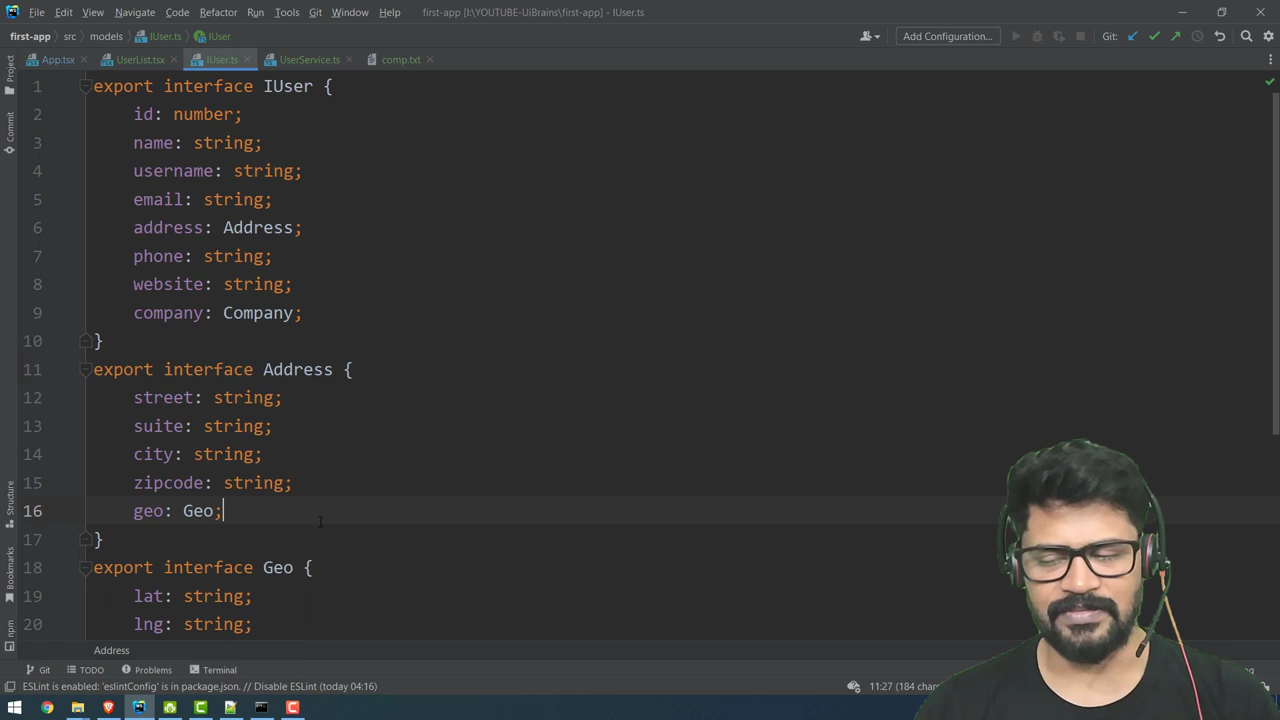 File Edit View Navigate Code Refactor Run Tools Git Window Help first-app [I:\YOUTUBE-UiBrains\first-app] - IUser.ts
first-app src models IUser.ts IUser Add Configuration... Git:
App.tsx UserList.tsx IUser.ts UserService.ts comp.txt
Project
Commit
Structure
Bookmarks
npm
1 export interface IUser {
2 id: number;
3 name: string;
4 username: string;
5 email: string;
6 address: Address;
7 phone: string;
8 website: string;
9 company: Company;
10 }
11 export interface Address {
12 street: string;
13 suite: string;
14 city: string;
15 zipcode: string;
16 geo: Geo;
17 }
18 export interface Geo {
19 lat: string;
20 lng: string;
Address
Git TODO Problems Terminal
ESLint is enabled: 'eslintConfig' is in package.json. // Disable ESLint (today 04:16) 11:27 (184 chars